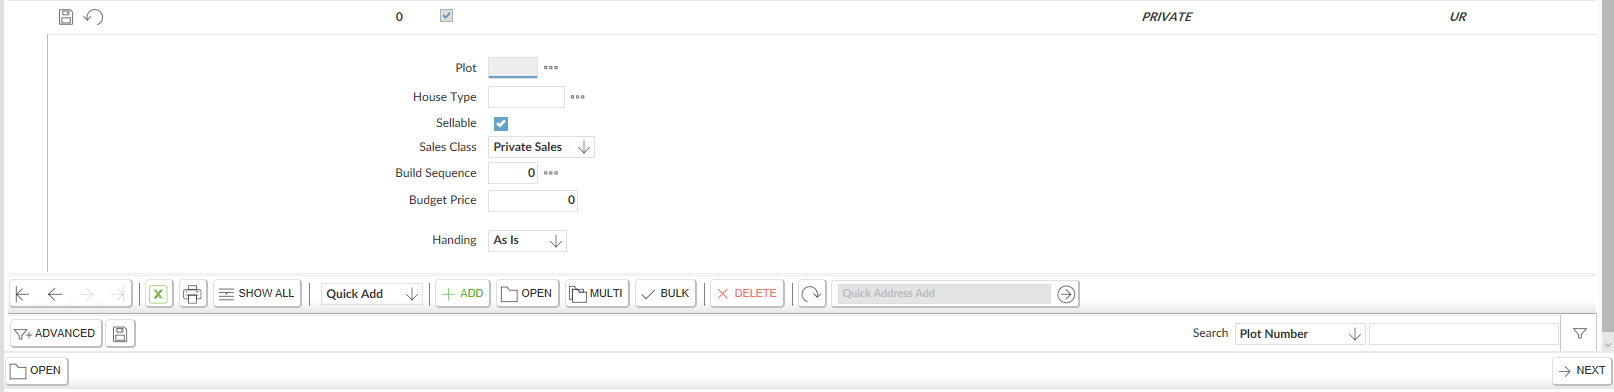 0 PRIVATE UR
Plot
House Type
Sellable
Sales Class Private Sales
Build Sequence 0
Budget Price 0
Handing As Is
SHOW ALL Quick Add ADD OPEN MULTI BULK DELETE Quick Address Add
ADVANCED Search Plot Number
OPEN NEXT